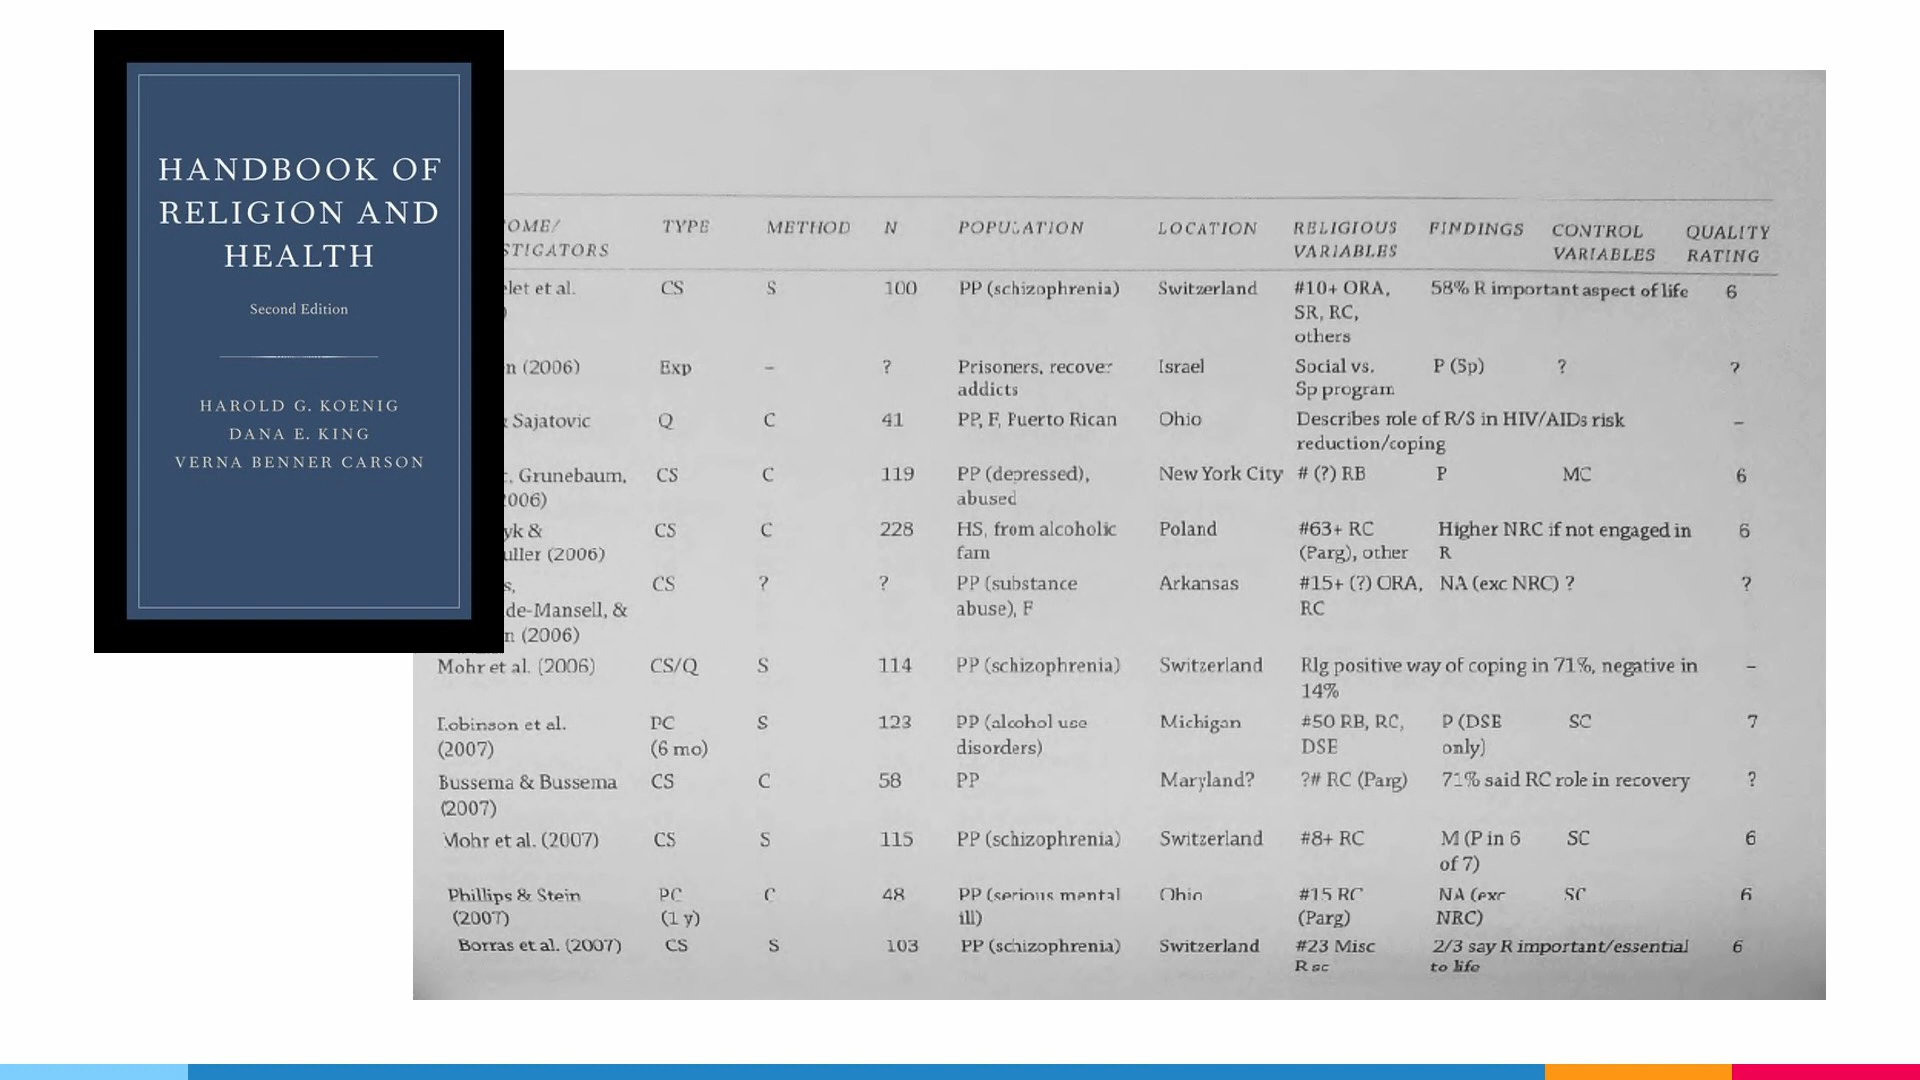 HANDBOOK OF
RELIGION AND
HEALTH
Second Edition
HAROLD G. KOENIG
DANA E. KING
VERNA BENNER CARSON
OME/ TYPE METHOD N POPULATION LOCATION RELIGIOUS FINDINGS CONTROL QUALITY
STIGATORS VARIABLES VARIABLES RATING
let et al. CS S 100 PP (schizophrenia) Switzerland #10+ ORA, 58% R important aspect of life 6
) SR, RC,
others
n (2006) Exp – ? Prisoners, recover Israel Social vs. P (Sp) ? ?
addicts Sp program
Sajatovic Q C 41 PP, F, Puerto Rican Ohio Describes role of R/S in HIV/AIDs risk –
reduction/coping
Grunebaum, CS C 119 PP (depressed), New York City # (?) RB P MC 6
006) abused
yk & CS C 228 HS, from alcoholic Poland #63+ RC Higher NRC if not engaged in 6
uller (2006) fam (Parg), other R
s, CS ? ? PP (substance Arkansas #15+ (?) ORA, NA (exc NRC) ? ?
de-Mansell, & abuse), F RC
n (2006)
Mohr et al. (2006) CS/Q S 114 PP (schizophrenia) Switzerland Rlg positive way of coping in 71%, negative in –
14%
Robinson et al. PC S 123 PP (alcohol use Michigan #50 RB, RC, P (DSE SC 7
(2007) (6 mo) disorders) DSE only)
Bussema & Bussema CS C 58 PP Maryland? ?# RC (Parg) 71% said RC role in recovery ?
(2007)
Mohr et al. (2007) CS S 115 PP (schizophrenia) Switzerland #8+ RC M (P in 6 SC 6
of 7)
Phillips & Stein PC C 48 PP (serious mental Ohio #15 RC NA (exc SC 6
(2007) (1 y) ill) (Parg) NRC)
Borras et al. (2007) CS S 103 PP (schizophrenia) Switzerland #23 Misc 2/3 say R important/essential 6
R sc to life